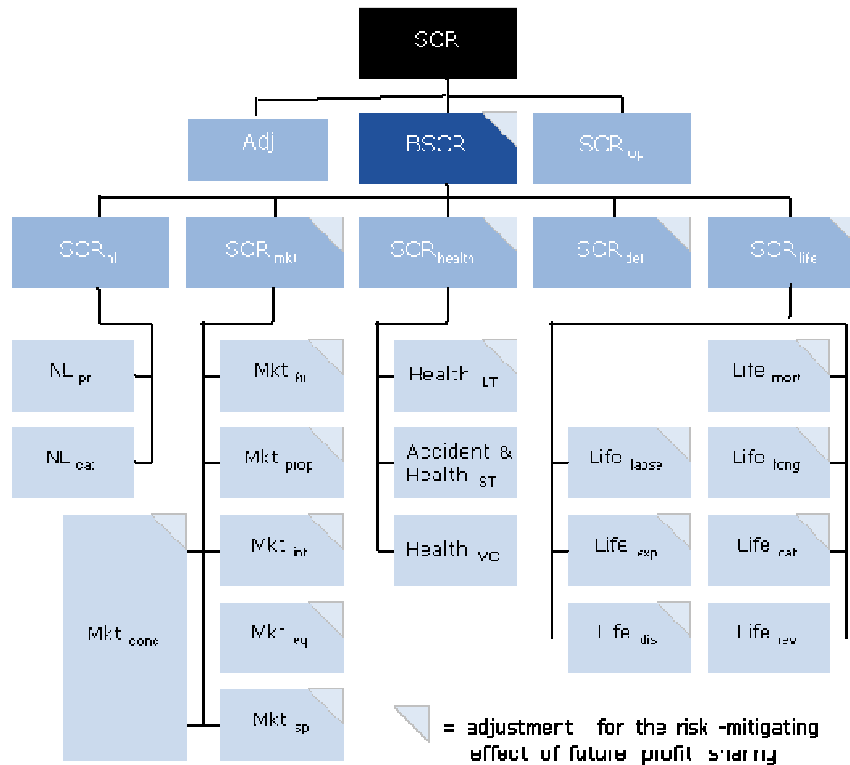 SCR
Adj
BSCR
SCR op
SCR nl
SCR mkt
SCR health
SCR def
SCR life
NL pr
Mkt fx
Health LT
Life mort
NL cat
Mkt prop
Accident &
Health ST
Life lapse
Life long
Mkt int
Health WC
Life exp
Life cat
Mkt conc
Mkt eq
Life dis
Life rev
Mkt sp
= adjustment for the risk -mitigating
effect of future profit sharing